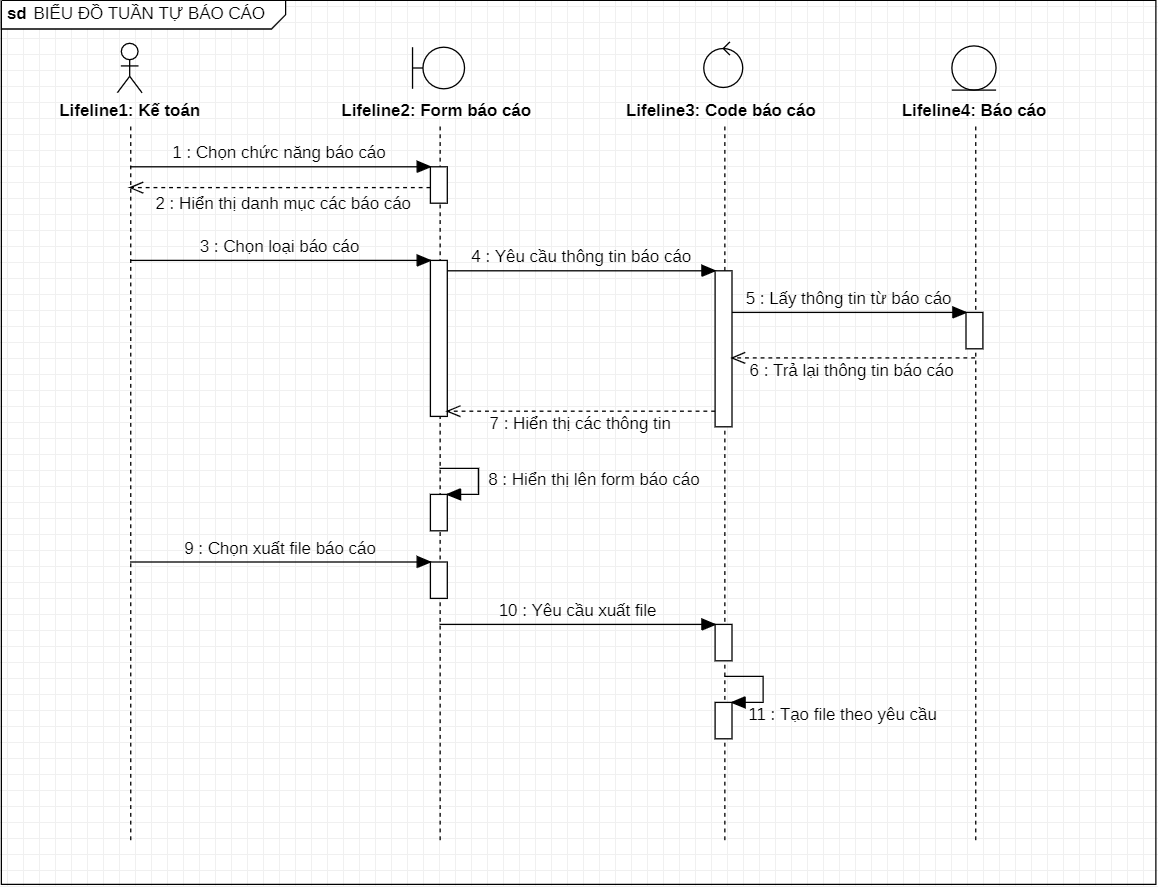 sd BIỂU ĐỒ TUẦN TỰ BÁO CÁO
Lifeline1: Kế toán
Lifeline2: Form báo cáo
Lifeline3: Code báo cáo
Lifeline4: Báo cáo
1 : Chọn chức năng báo cáo
2 : Hiển thị danh mục các báo cáo
3 : Chọn loại báo cáo
4 : Yêu cầu thông tin báo cáo
5 : Lấy thông tin từ báo cáo
6 : Trả lại thông tin báo cáo
7 : Hiển thị các thông tin
8 : Hiển thị lên form báo cáo
9 : Chọn xuất file báo cáo
10 : Yêu cầu xuất file
11 : Tạo file theo yêu cầu